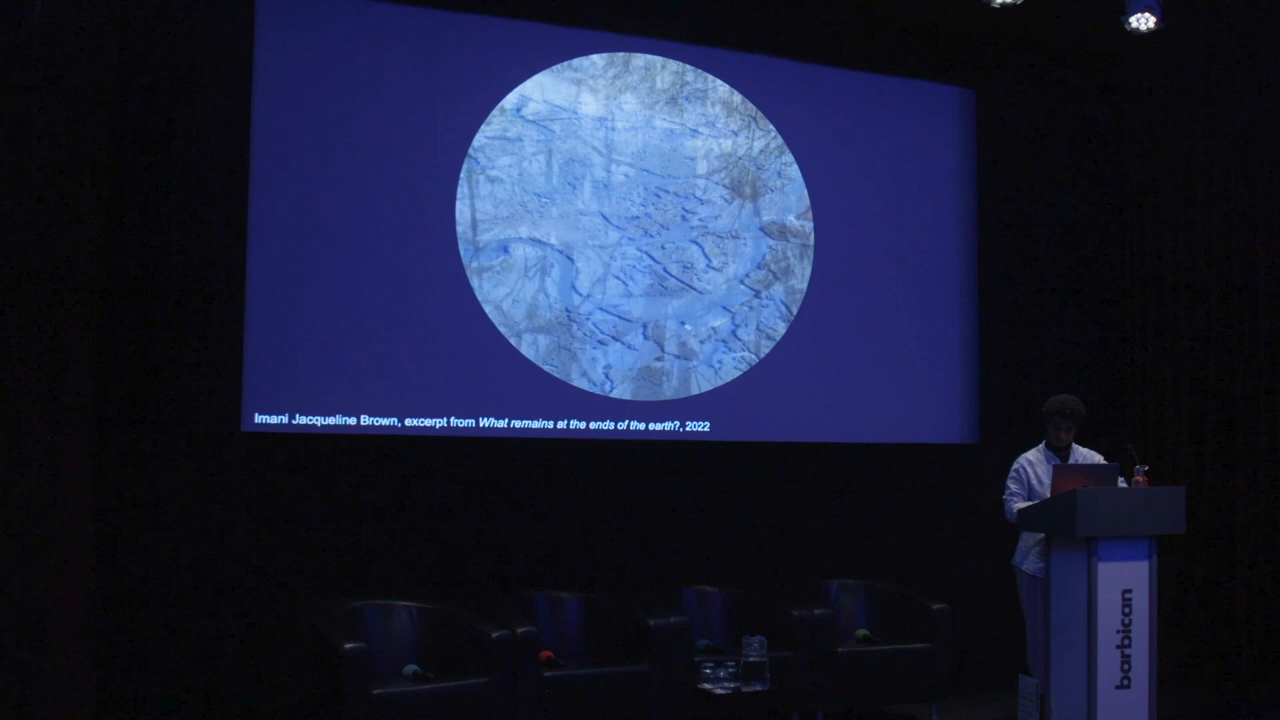 Imani Jacqueline Brown, excerpt from What remains at the ends of the earth?, 2022
barbican